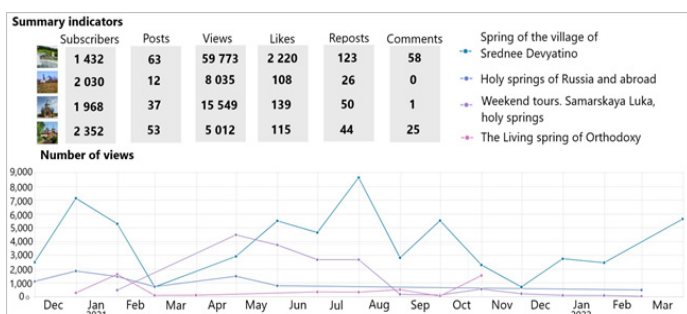 Summary indicators
Subscribers Posts Views Likes Reposts Comments
1 432 63 59 773 2 220 123 58
2 030 12 8 035 108 26 0
1 968 37 15 549 139 50 1
2 352 53 5 012 115 44 25
Spring of the village of
Srednee Devyatino
Holy springs of Russia and abroad
Weekend tours. Samarskaya Luka,
holy springs
The Living spring of Orthodoxy
Number of views
9,000
8,000
7,000
6,000
5,000
4,000
3,000
2,000
1,000
0
Dec Jan Feb Mar Apr May Jun Jul Aug Sep Oct Nov Dec Jan Feb Mar
2021 2022